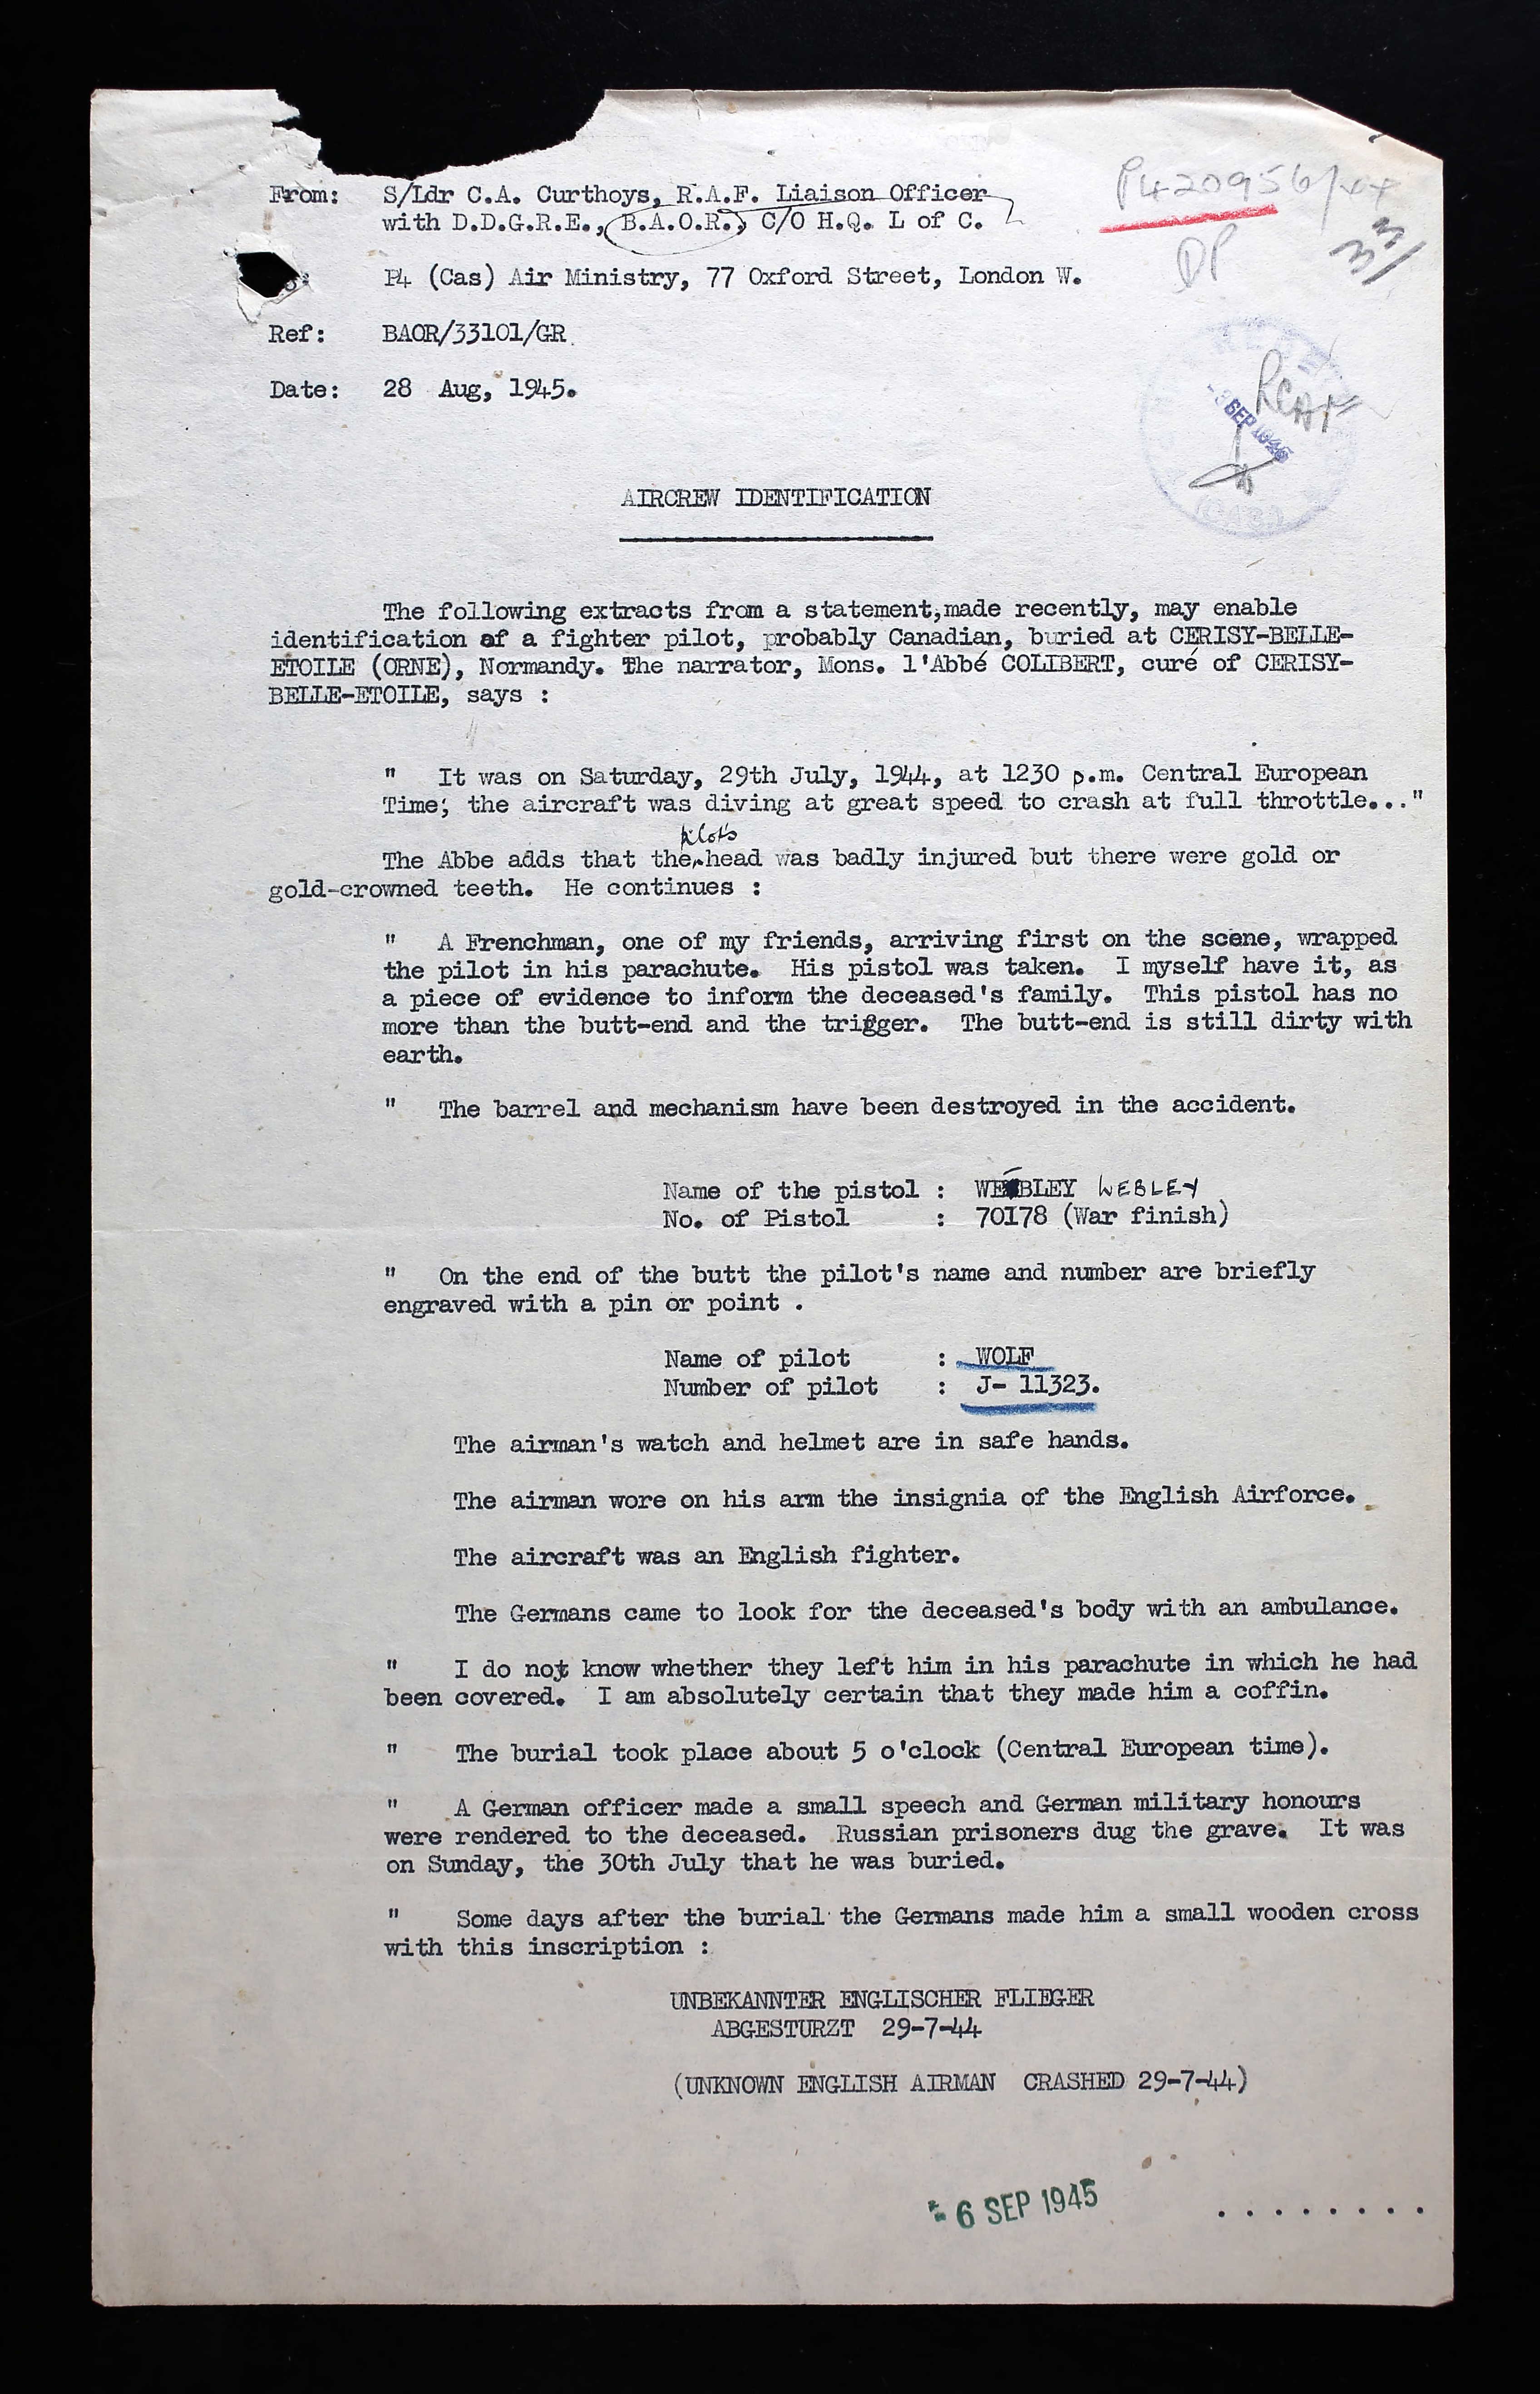 P420956/44
33/
DP
From: S/Ldr C.A. Curthoys, R.A.F. Liaison Officer
with D.D.G.R.E., B.A.O.R., C/O H.Q. L of C.
P4 (Cas) Air Ministry, 77 Oxford Street, London W.
Ref: BAOR/33101/GR.
Date: 28 Aug, 1945.
RCAF
SEP 1945
AIRCREW IDENTIFICATION
The following extracts from a statement,made recently, may enable
identification of a fighter pilot, probably Canadian, buried at CERISY-BELLE-
ETOILE (ORNE), Normandy. The narrator, Mons. l'Abbé COLIBERT, curé of CERISY-
BELLE-ETOILE, says :
" It was on Saturday, 29th July, 1944, at 1230 p.m. Central European
Time; the aircraft was diving at great speed to crash at full throttle..."
pilot's
The Abbe adds that the head was badly injured but there were gold or
gold-crowned teeth. He continues :
" A Frenchman, one of my friends, arriving first on the scene, wrapped
the pilot in his parachute. His pistol was taken. I myself have it, as
a piece of evidence to inform the deceased's family. This pistol has no
more than the butt-end and the trigger. The butt-end is still dirty with
earth.
" The barrel and mechanism have been destroyed in the accident.
Name of the pistol : WEBLEY WEBLEY
No. of Pistol : 70178 (War finish)
" On the end of the butt the pilot's name and number are briefly
engraved with a pin or point .
Name of pilot : WOLF
Number of pilot : J- 11323.
The airman's watch and helmet are in safe hands.
The airman wore on his arm the insignia of the English Airforce.
The aircraft was an English fighter.
The Germans came to look for the deceased's body with an ambulance.
" I do not know whether they left him in his parachute in which he had
been covered. I am absolutely certain that they made him a coffin.
" The burial took place about 5 o'clock (Central European time).
" A German officer made a small speech and German military honours
were rendered to the deceased. Russian prisoners dug the grave. It was
on Sunday, the 30th July that he was buried.
" Some days after the burial the Germans made him a small wooden cross
with this inscription :
UNBEKANNTER ENGLISCHER FLIEGER
ABGESTURZT 29-7-44
(UNKNOWN ENGLISH AIRMAN CRASHED 29-7-44)
- 6 SEP 1945
........